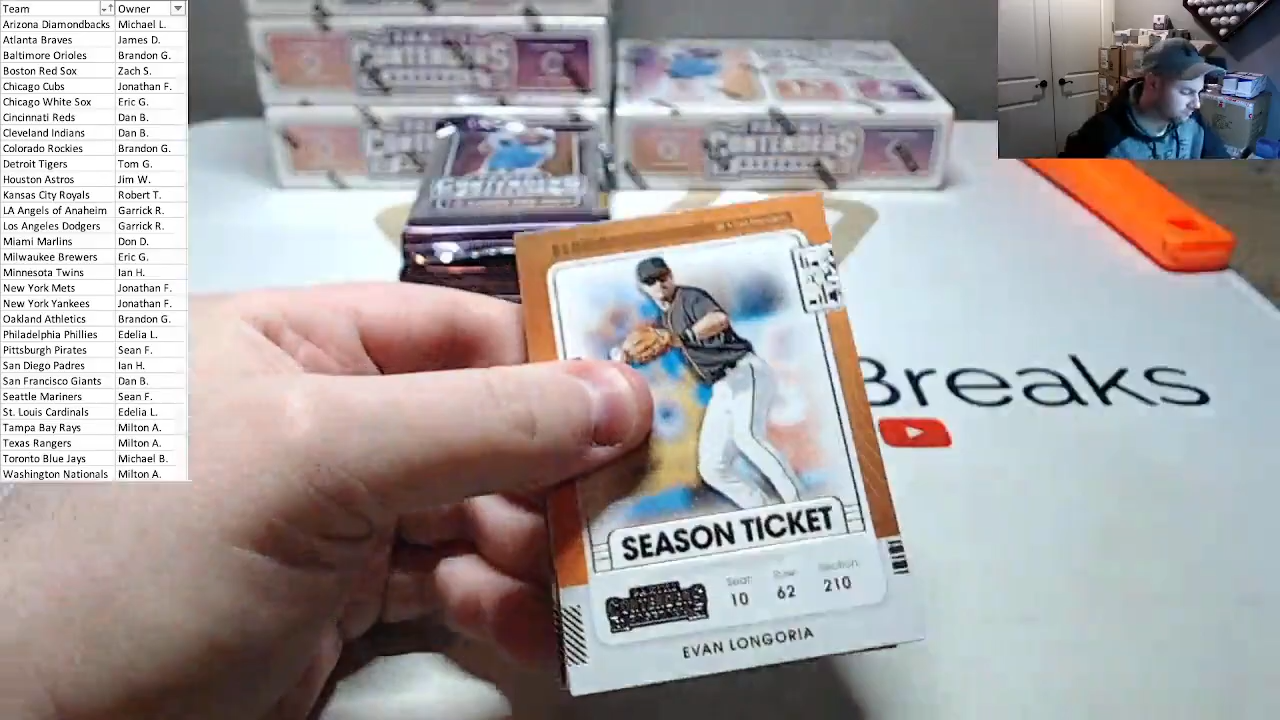 Team Owner
Arizona Diamondbacks Michael L.
Atlanta Braves James D.
Baltimore Orioles Brandon G.
Boston Red Sox Zach S.
Chicago Cubs Jonathan F.
Chicago White Sox Eric G.
Cincinnati Reds Dan B.
Cleveland Indians Dan B.
Colorado Rockies Brandon G.
Detroit Tigers Tom G.
Houston Astros Jim W.
Kansas City Royals Robert T.
LA Angels of Anaheim Garrick R.
Los Angeles Dodgers Garrick R.
Miami Marlins Don D.
Milwaukee Brewers Eric G.
Minnesota Twins Ian H.
New York Mets Jonathan F.
New York Yankees Jonathan F.
Oakland Athletics Brandon G.
Philadelphia Phillies Edelia L.
Pittsburgh Pirates Sean F.
San Diego Padres Ian H.
San Francisco Giants Dan B.
Seattle Mariners Sean F.
St. Louis Cardinals Edelia L.
Tampa Bay Rays Milton A.
Texas Rangers Milton A.
Toronto Blue Jays Michael B.
Washington Nationals Milton A.
CONTENDERS
CONTENDERS
CONTENDERS
Breaks
SEASON TICKET
Seat Row Section
10 62 210
CONTENDERS
EVAN LONGORIA